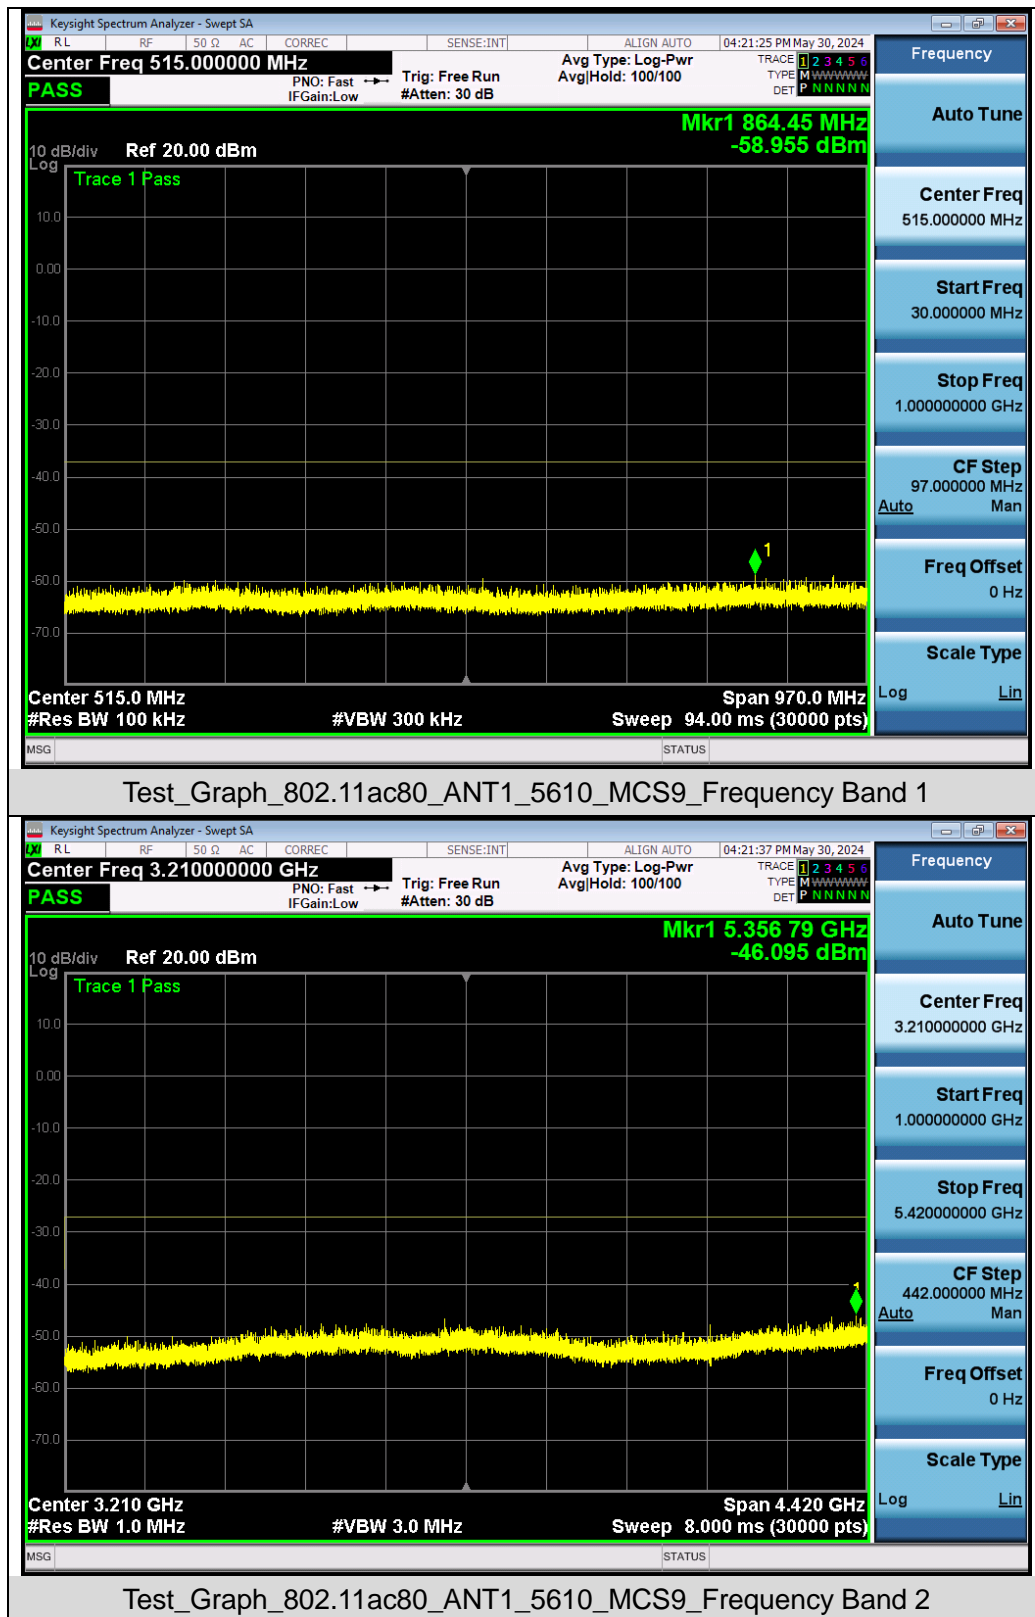 Keysight Spectrum Analyzer - Swept SA
LXI RL RF 50 Ω AC CORREC SENSE:INT ALIGN AUTO 04:21:25 PM May 30, 2024
Center Freq 515.000000 MHz
PASS
PNO: Fast
IFGain:Low
Trig: Free Run
#Atten: 30 dB
Avg Type: Log-Pwr
Avg|Hold: 100/100
TRACE 1 2 3 4 5 6
TYPE M WWWWW
DET P N N N N N
Mkr1 864.45 MHz
-58.955 dBm
10 dB/div Ref 20.00 dBm
Log
Trace 1 Pass
10.0
0.00
-10.0
-20.0
-30.0
-40.0
-50.0
-60.0
-70.0
1
Center 515.0 MHz Span 970.0 MHz
#Res BW 100 kHz #VBW 300 kHz Sweep 94.00 ms (30000 pts)
MSG STATUS
Frequency
Auto Tune
Center Freq
515.000000 MHz
Start Freq
30.000000 MHz
Stop Freq
1.000000000 GHz
CF Step
97.000000 MHz
Auto Man
Freq Offset
0 Hz
Scale Type
Log Lin
Test_Graph_802.11ac80_ANT1_5610_MCS9_Frequency Band 1
Keysight Spectrum Analyzer - Swept SA
LXI RL RF 50 Ω AC CORREC SENSE:INT ALIGN AUTO 04:21:37 PM May 30, 2024
Center Freq 3.210000000 GHz
PASS
PNO: Fast
IFGain:Low
Trig: Free Run
#Atten: 30 dB
Avg Type: Log-Pwr
Avg|Hold: 100/100
TRACE 1 2 3 4 5 6
TYPE M WWWWW
DET P N N N N N
Mkr1 5.356 79 GHz
-46.095 dBm
10 dB/div Ref 20.00 dBm
Log
Trace 1 Pass
10.0
0.00
-10.0
-20.0
-30.0
-40.0
-50.0
-60.0
-70.0
1
Center 3.210 GHz Span 4.420 GHz
#Res BW 1.0 MHz #VBW 3.0 MHz Sweep 8.000 ms (30000 pts)
MSG STATUS
Frequency
Auto Tune
Center Freq
3.210000000 GHz
Start Freq
1.000000000 GHz
Stop Freq
5.420000000 GHz
CF Step
442.000000 MHz
Auto Man
Freq Offset
0 Hz
Scale Type
Log Lin
Test_Graph_802.11ac80_ANT1_5610_MCS9_Frequency Band 2